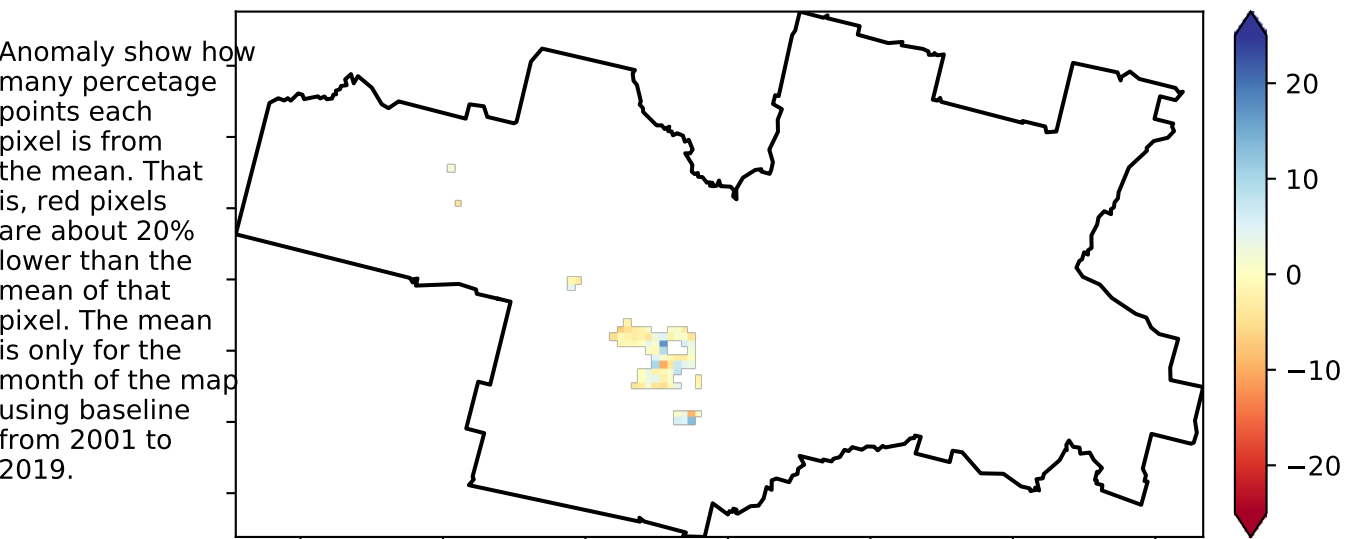 Anomaly show how
many percetage
points each
pixel is from
the mean. That
is, red pixels
are about 20%
lower than the
mean of that
pixel. The mean
is only for the
month of the map
using baseline
from 2001 to
2019.
20
10
0
−10
−20